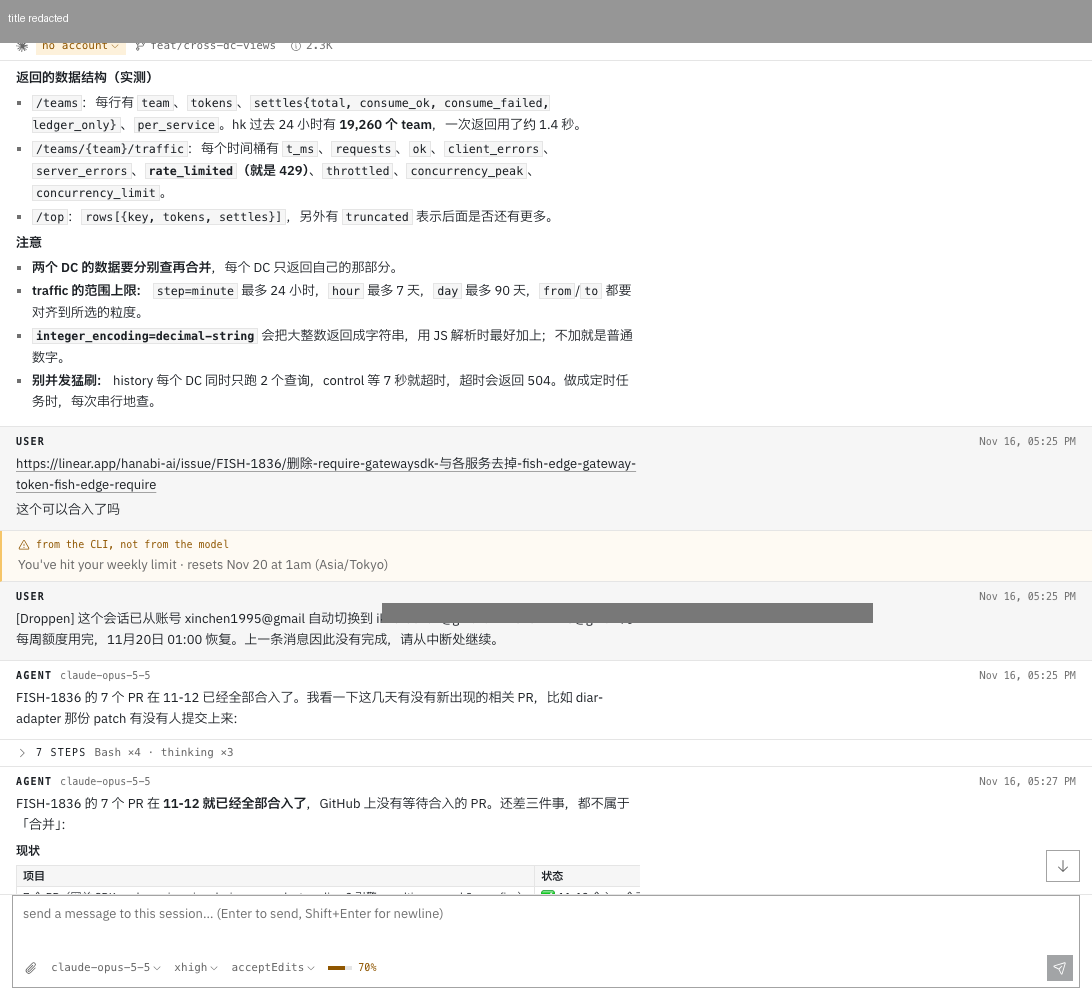 title redacted
no account feat/cross-dc-views 2.3K
返回的数据结构（实测）
/teams：每行有 team、tokens、settles{total, consume_ok, consume_failed,
ledger_only}、per_service。hk 过去 24 小时有 19,260 个 team，一次返回用了约 1.4 秒。
/teams/{team}/traffic：每个时间桶有 t_ms、requests、ok、client_errors、
server_errors、rate_limited（就是 429）、throttled、concurrency_peak、
concurrency_limit。
/top：rows[{key, tokens, settles}]，另外有 truncated 表示后面是否还有更多。
注意
两个 DC 的数据要分别查再合并，每个 DC 只返回自己的那部分。
traffic 的范围上限： step=minute 最多 24 小时，hour 最多 7 天，day 最多 90 天，from/to 都要
对齐到所选的粒度。
integer_encoding=decimal-string 会把大整数返回成字符串，用 JS 解析时最好加上；不加就是普通
数字。
别并发猛刷： history 每个 DC 同时只跑 2 个查询，control 等 7 秒就超时，超时会返回 504。做成定时任
务时，每次串行地查。
USER Nov 16, 05:25 PM
https://linear.app/hanabi-ai/issue/FISH-1836/删除-require-gatewaysdk-与各服务去掉-fish-edge-gateway-
token-fish-edge-require
这个可以合入了吗
from the CLI, not from the model
You've hit your weekly limit · resets Nov 20 at 1am (Asia/Tokyo)
USER Nov 16, 05:25 PM
[Droppen] 这个会话已从账号 xinchen1995@gmail 自动切换到
每周额度用完，11月20日 01:00 恢复。上一条消息因此没有完成，请从中断处继续。
AGENT claude-opus-5-5 Nov 16, 05:25 PM
FISH-1836 的 7 个 PR 在 11-12 已经全部合入了。我看一下这几天有没有新出现的相关 PR，比如 diar-
adapter 那份 patch 有没有人提交上来：
7 STEPS Bash ×4 · thinking ×3
AGENT claude-opus-5-5 Nov 16, 05:27 PM
FISH-1836 的 7 个 PR 在 11-12 就已经全部合入了，GitHub 上没有等待合入的 PR。还差三件事，都不属于
「合并」：
现状
项目 状态
send a message to this session... (Enter to send, Shift+Enter for newline)
claude-opus-5-5 xhigh acceptEdits 70%